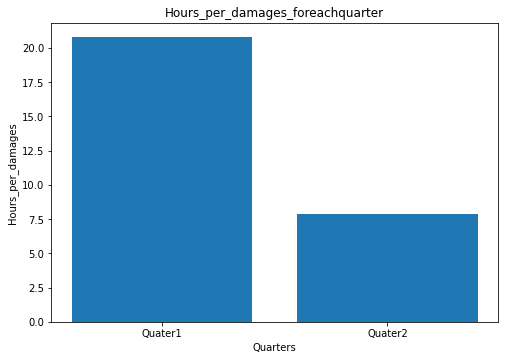 Hours_per_damages_foreachquarter
Hours_per_damages
20.0
17.5
15.0
12.5
10.0
7.5
5.0
2.5
0.0
Quater1
Quater2
Quarters